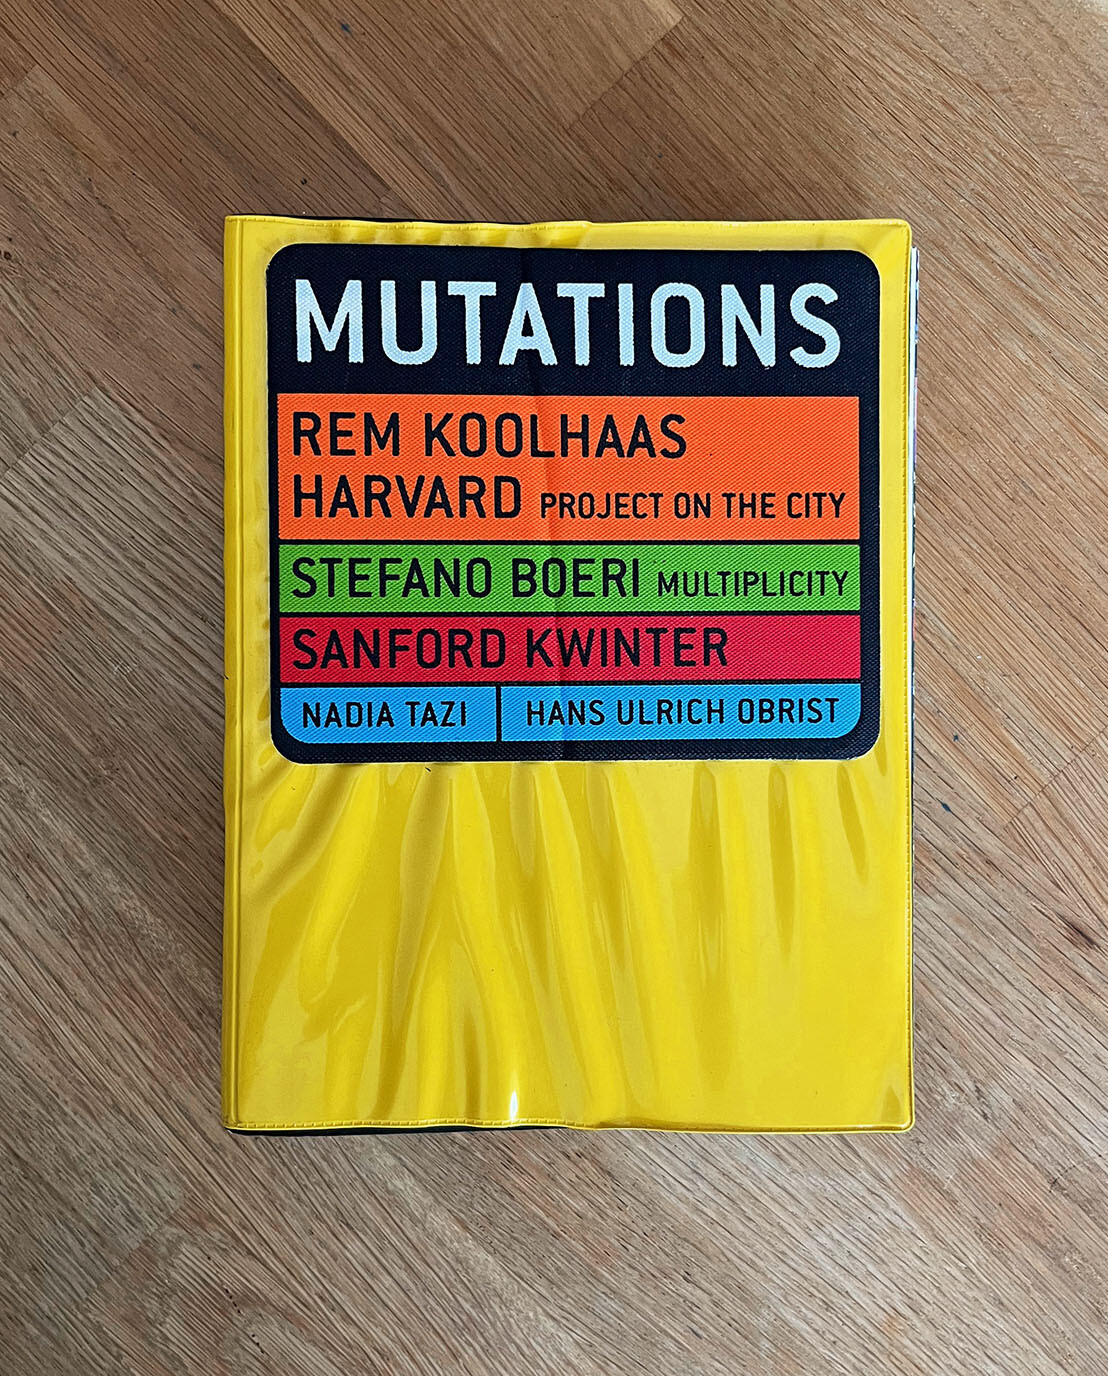 MUTATIONS
REM KOOLHAAS
HARVARD PROJECT ON THE CITY
STEFANO BOERI MULTIPLICITY
SANFORD KWINTER
NADIA TAZI HANS ULRICH OBRIST